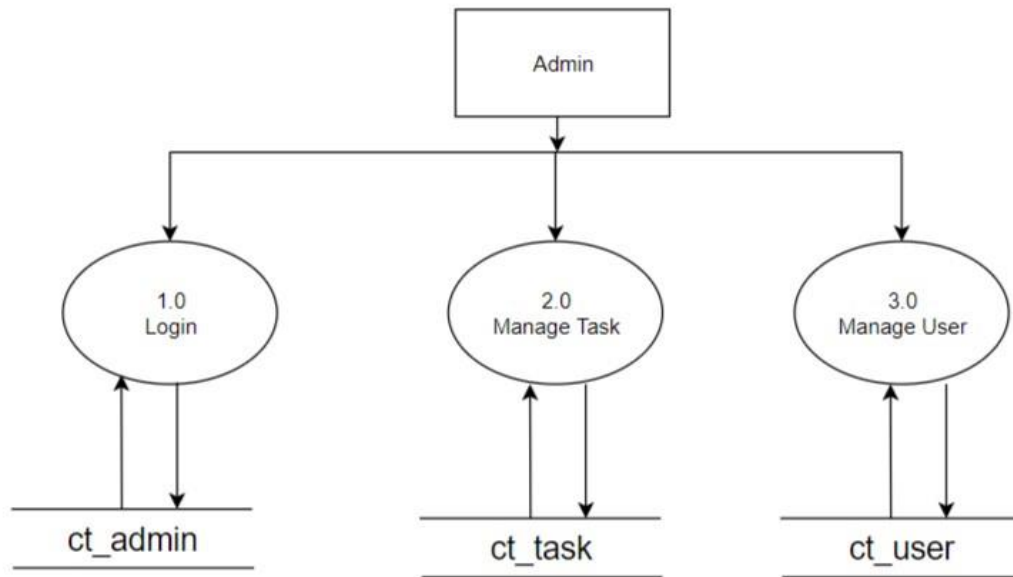 Admin
1.0
Login
2.0
Manage Task
3.0
Manage User
ct_admin
ct_task
ct_user